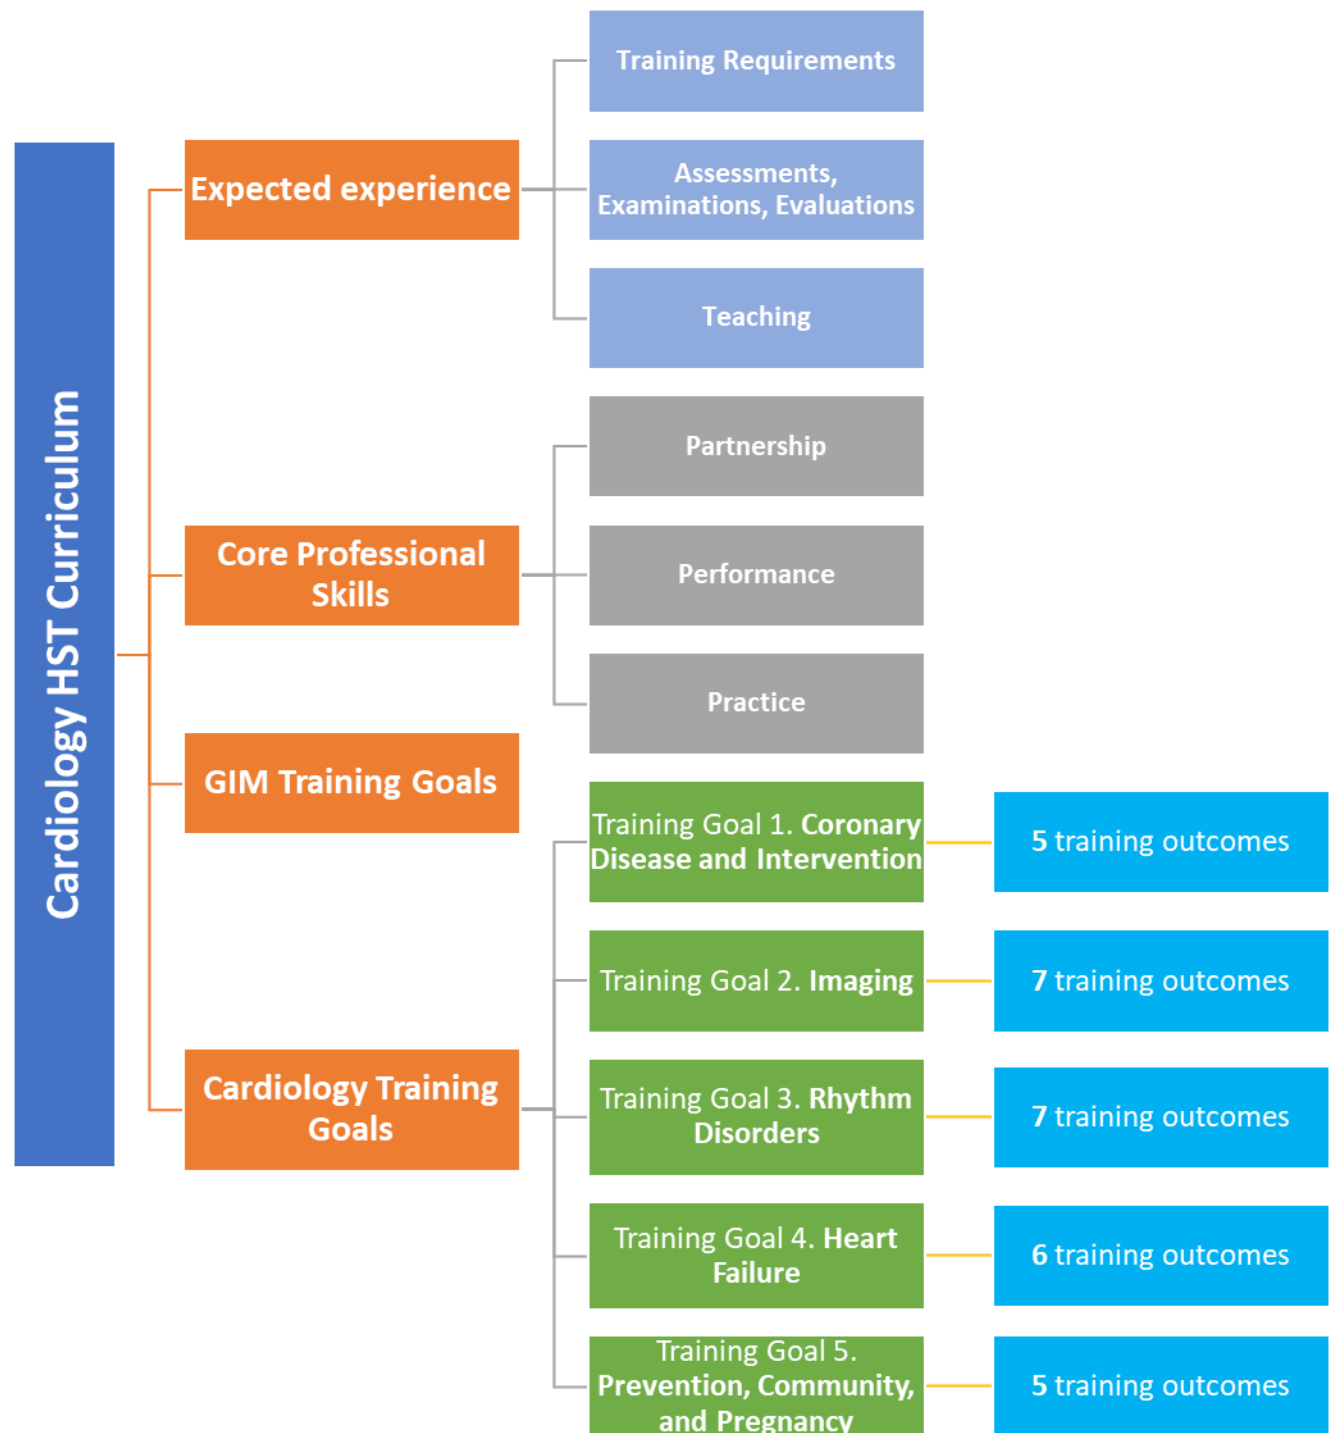 Cardiology HST Curriculum
Expected experience
Training Requirements
Assessments,
Examinations, Evaluations
Teaching
Core Professional
Skills
Partnership
Performance
Practice
GIM Training Goals
Cardiology Training
Goals
Training Goal 1. Coronary
Disease and Intervention
5 training outcomes
Training Goal 2. Imaging
7 training outcomes
Training Goal 3. Rhythm
Disorders
7 training outcomes
Training Goal 4. Heart
Failure
6 training outcomes
Training Goal 5.
Prevention, Community,
and Pregnancy
5 training outcomes